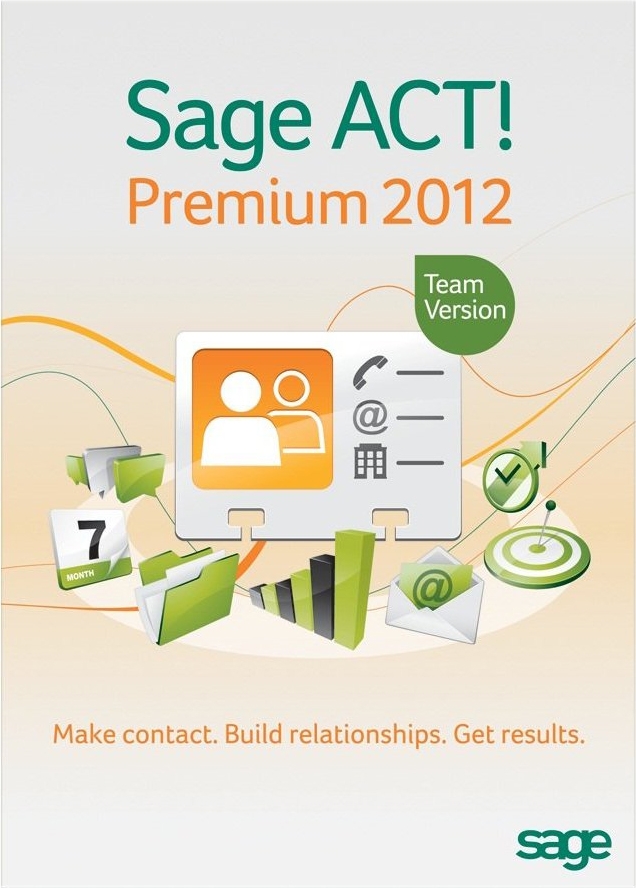 Sage ACT!
Premium 2012
Team
Version
@
7
MONTH
@
Make contact. Build relationships. Get results.
sage